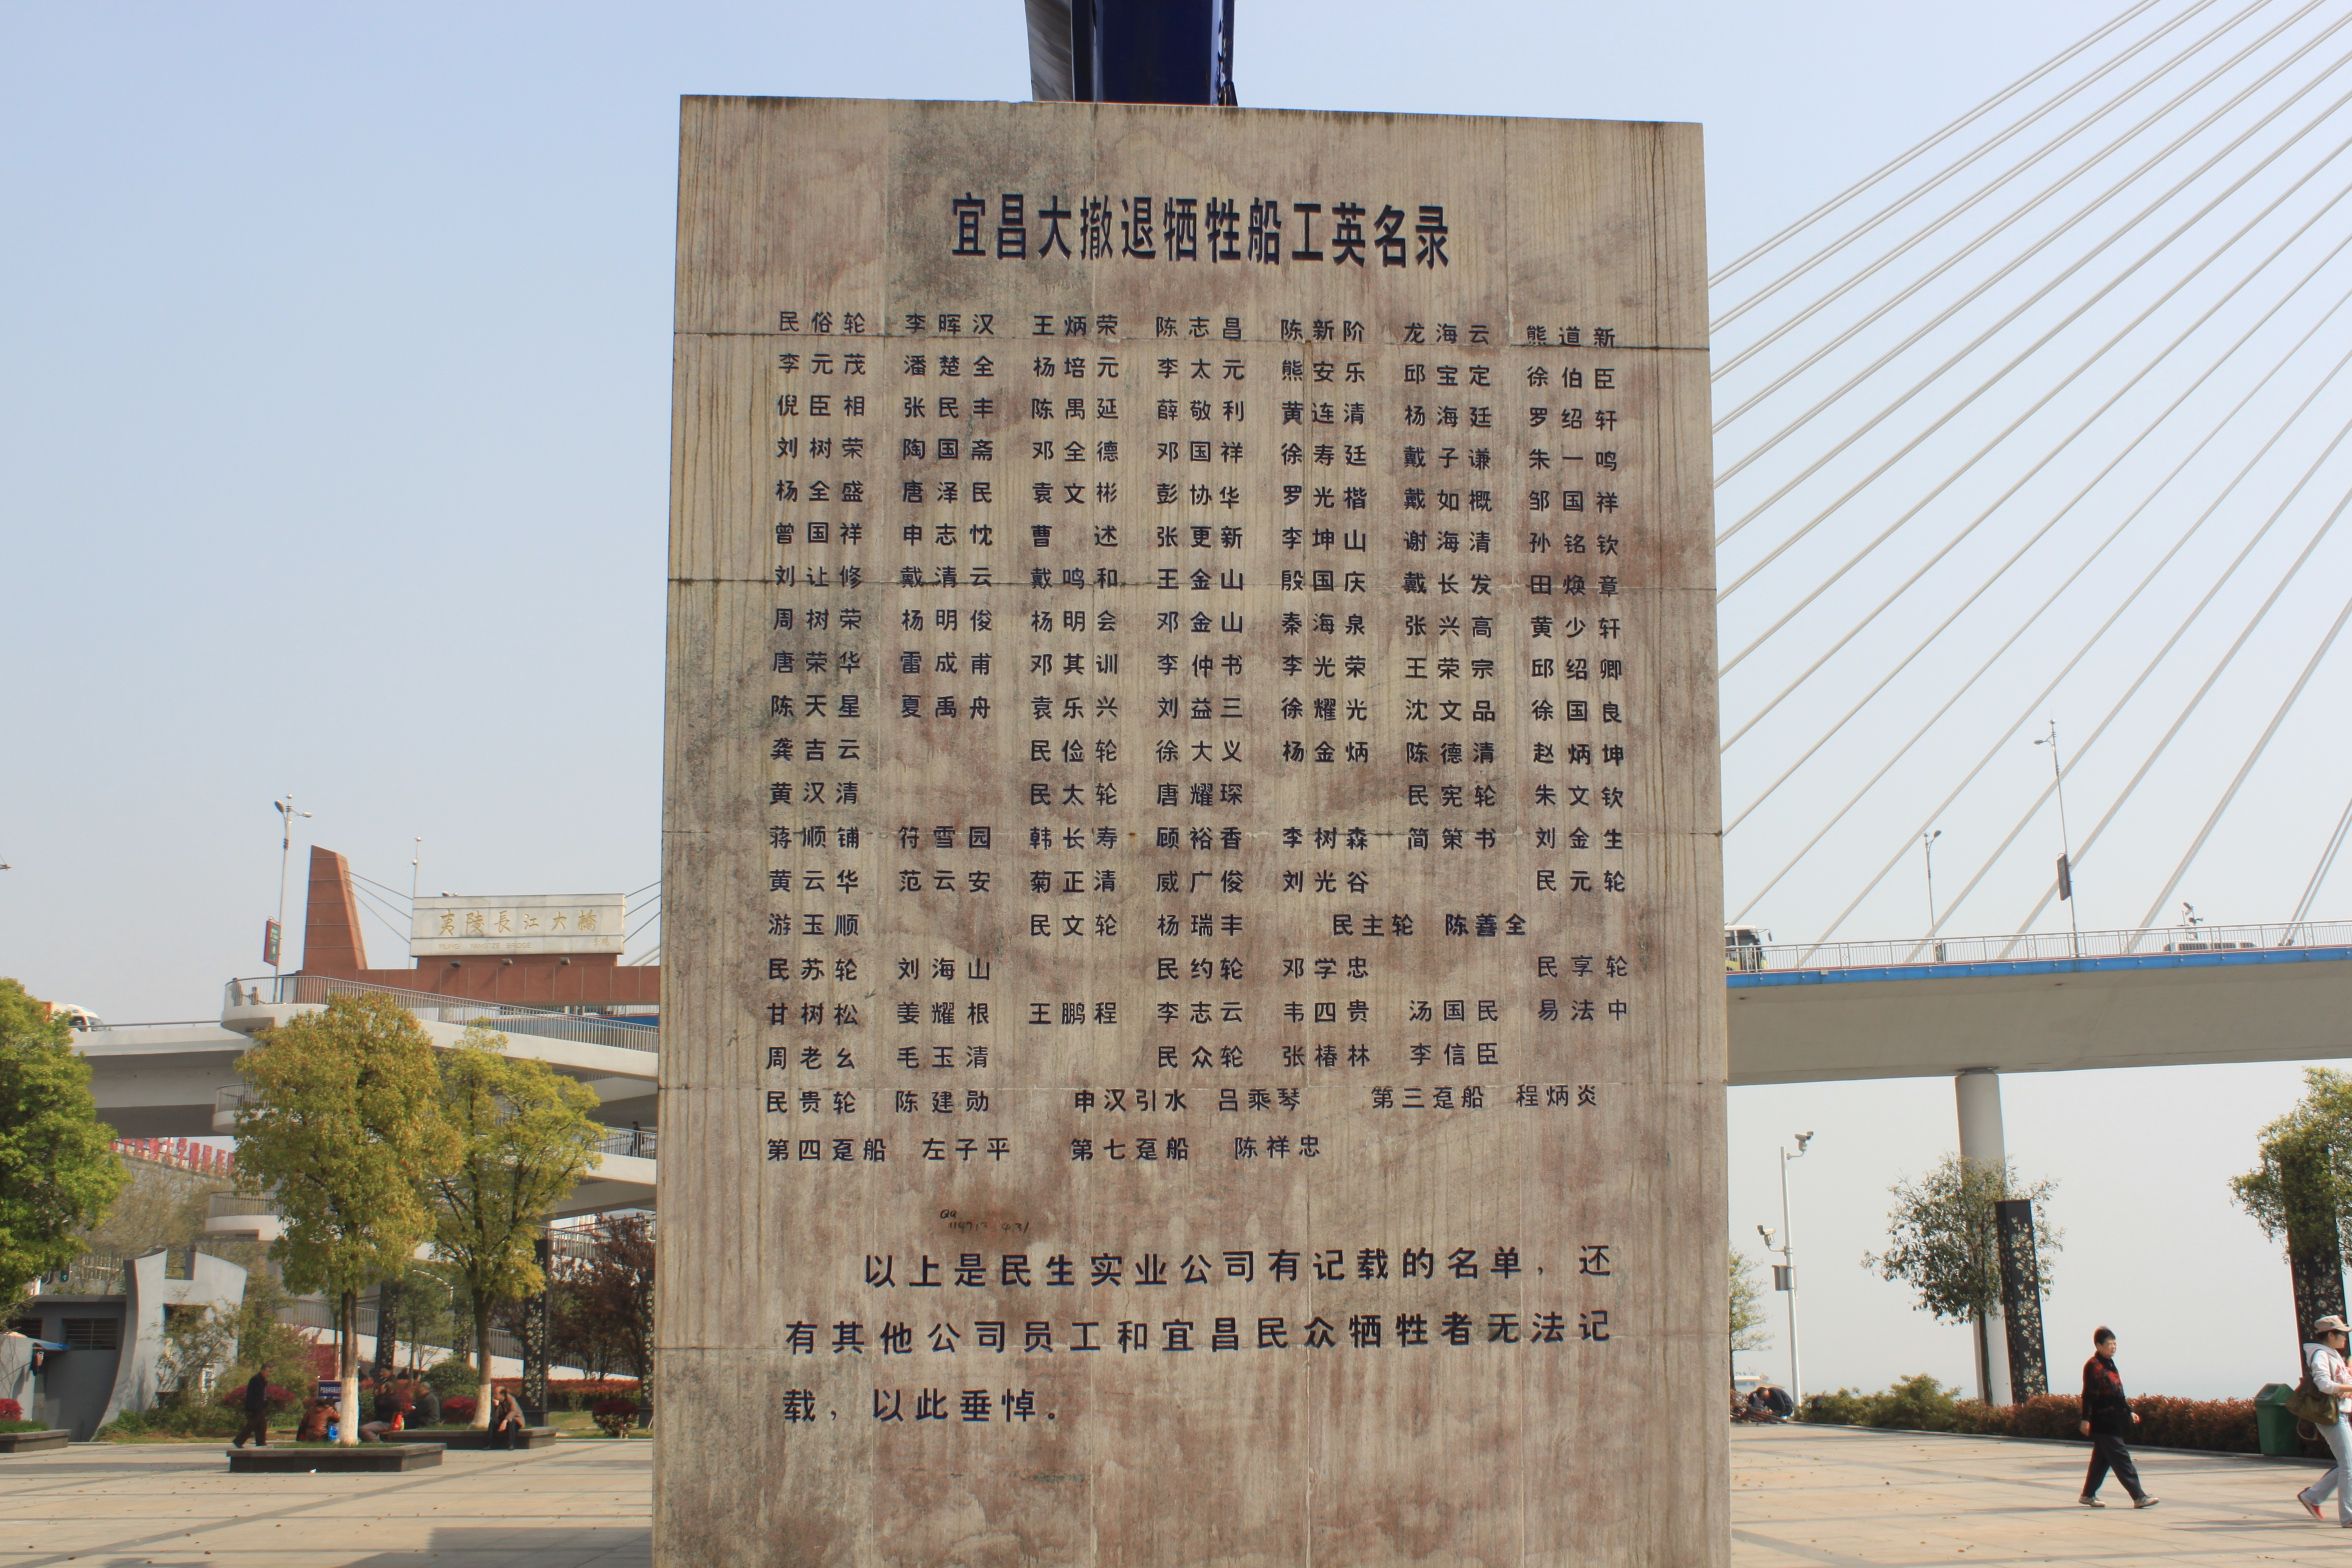 宜昌大撤退牺牲船工英名录
民俗轮 李晖汉 王炳荣 陈志昌 陈新阶 龙海云 熊道新
李元茂 潘楚全 杨培元 李太元 熊安乐 邱宝定 徐伯臣
倪臣相 张民丰 陈禺延 薛敬利 黄连清 杨海廷 罗绍轩
刘树荣 陶国斋 邓全德 邓国祥 徐寿廷 戴子谦 朱一鸣
杨全盛 唐泽民 袁文彬 彭协华 罗光楷 戴如概 邹国祥
曾国祥 申志忱 曹述 张更新 李坤山 谢海清 孙铭钦
刘让修 戴清云 戴鸣和 王金山 殷国庆 戴长发 田焕章
周树荣 杨明俊 杨明会 邓金山 秦海泉 张兴高 黄少轩
唐荣华 雷成甫 邓其训 李仲书 李光荣 王荣宗 邱绍卿
陈天星 夏禹舟 袁乐兴 刘益三 徐耀光 沈文品 徐国良
龚吉云 民俭轮 徐大义 杨金炳 陈德清 赵炳坤
黄汉清 民太轮 唐耀琛 民宪轮 朱文钦
蒋顺铺 符雪园 韩长寿 顾裕香 李树森 简策书 刘金生
黄云华 范云安 菊正清 威广俊 刘光谷 民元轮
游玉顺 民文轮 杨瑞丰 民主轮 陈善全
民苏轮 刘海山 民约轮 邓学忠 民享轮
甘树松 姜耀根 王鹏程 李志云 韦四贵 汤国民 易法中
周老幺 毛玉清 民众轮 张椿林 李信臣
民贵轮 陈建勋 申汉引水 吕乘琴 第三趸船 程炳炎
第四趸船 左子平 第七趸船 陈祥忠
以上是民生实业公司有记载的名单，还
有其他公司员工和宜昌民众牺牲者无法记
载，以此垂悼。
夷陵長江大橋
YILING YANGTZE BRIDGE